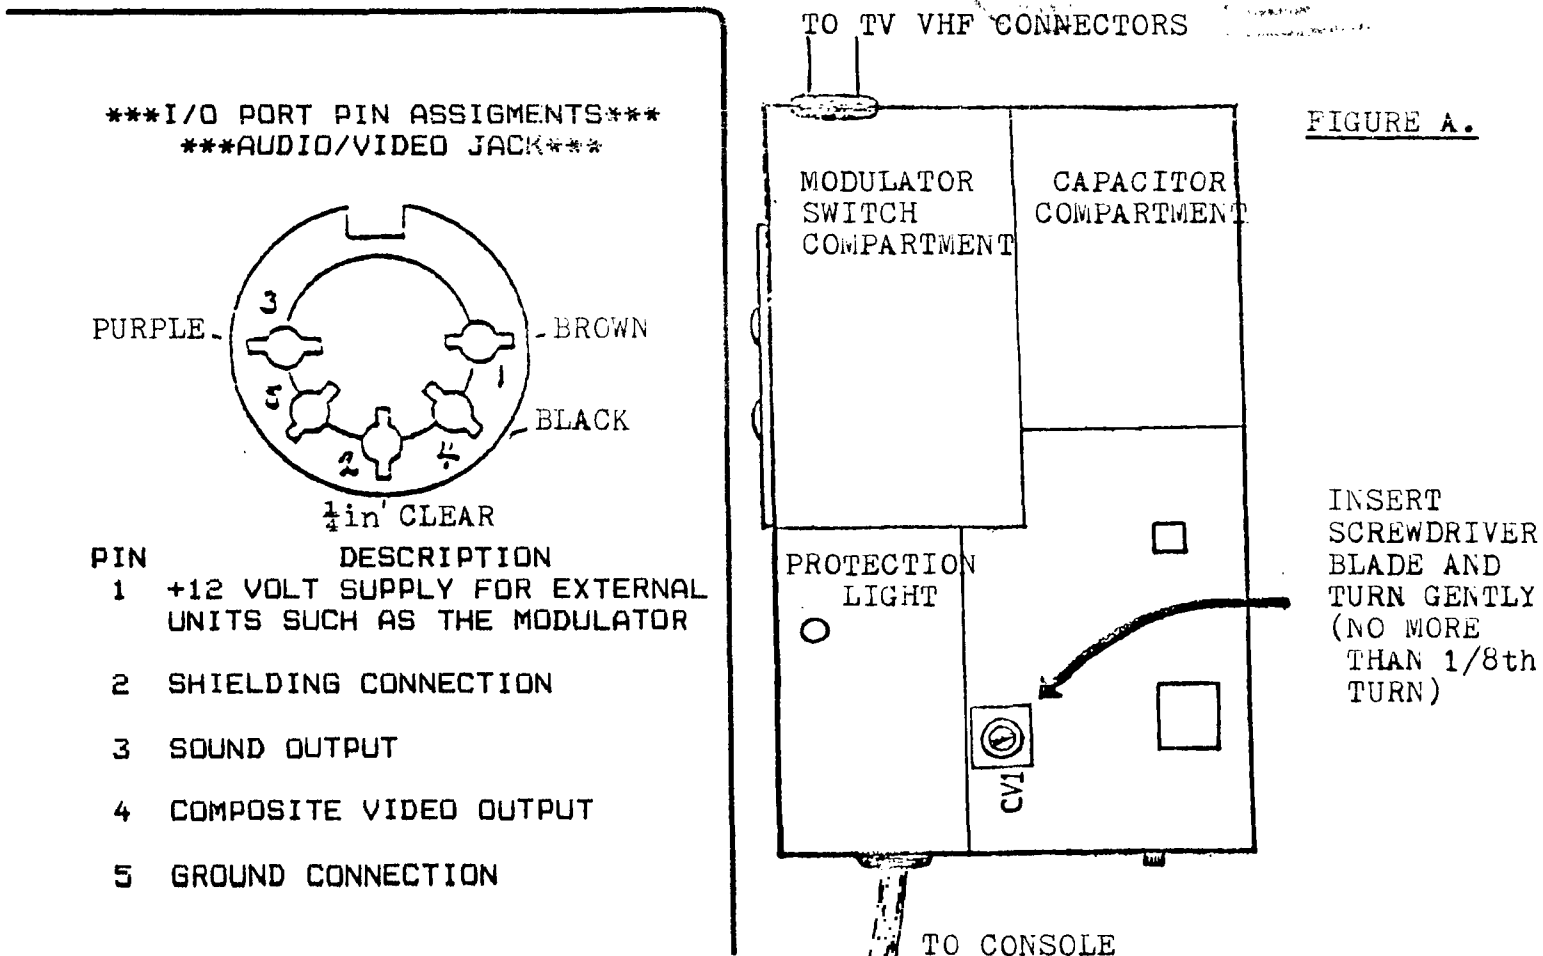 ***I/O PORT PIN ASSIGMENTS***
***AUDIO/VIDEO JACK***
3
PURPLE
BROWN
1
5
BLACK
2
4
¼in' CLEAR
PIN DESCRIPTION
1 +12 VOLT SUPPLY FOR EXTERNAL
UNITS SUCH AS THE MODULATOR
2 SHIELDING CONNECTION
3 SOUND OUTPUT
4 COMPOSITE VIDEO OUTPUT
5 GROUND CONNECTION
TO TV VHF CONNECTORS
FIGURE A.
MODULATOR
SWITCH
COMPARTMENT
CAPACITOR
COMPARTMENT
PROTECTION
LIGHT
INSERT
SCREWDRIVER
BLADE AND
TURN GENTLY
(NO MORE
THAN 1/8th
TURN)
CV1
TO CONSOLE